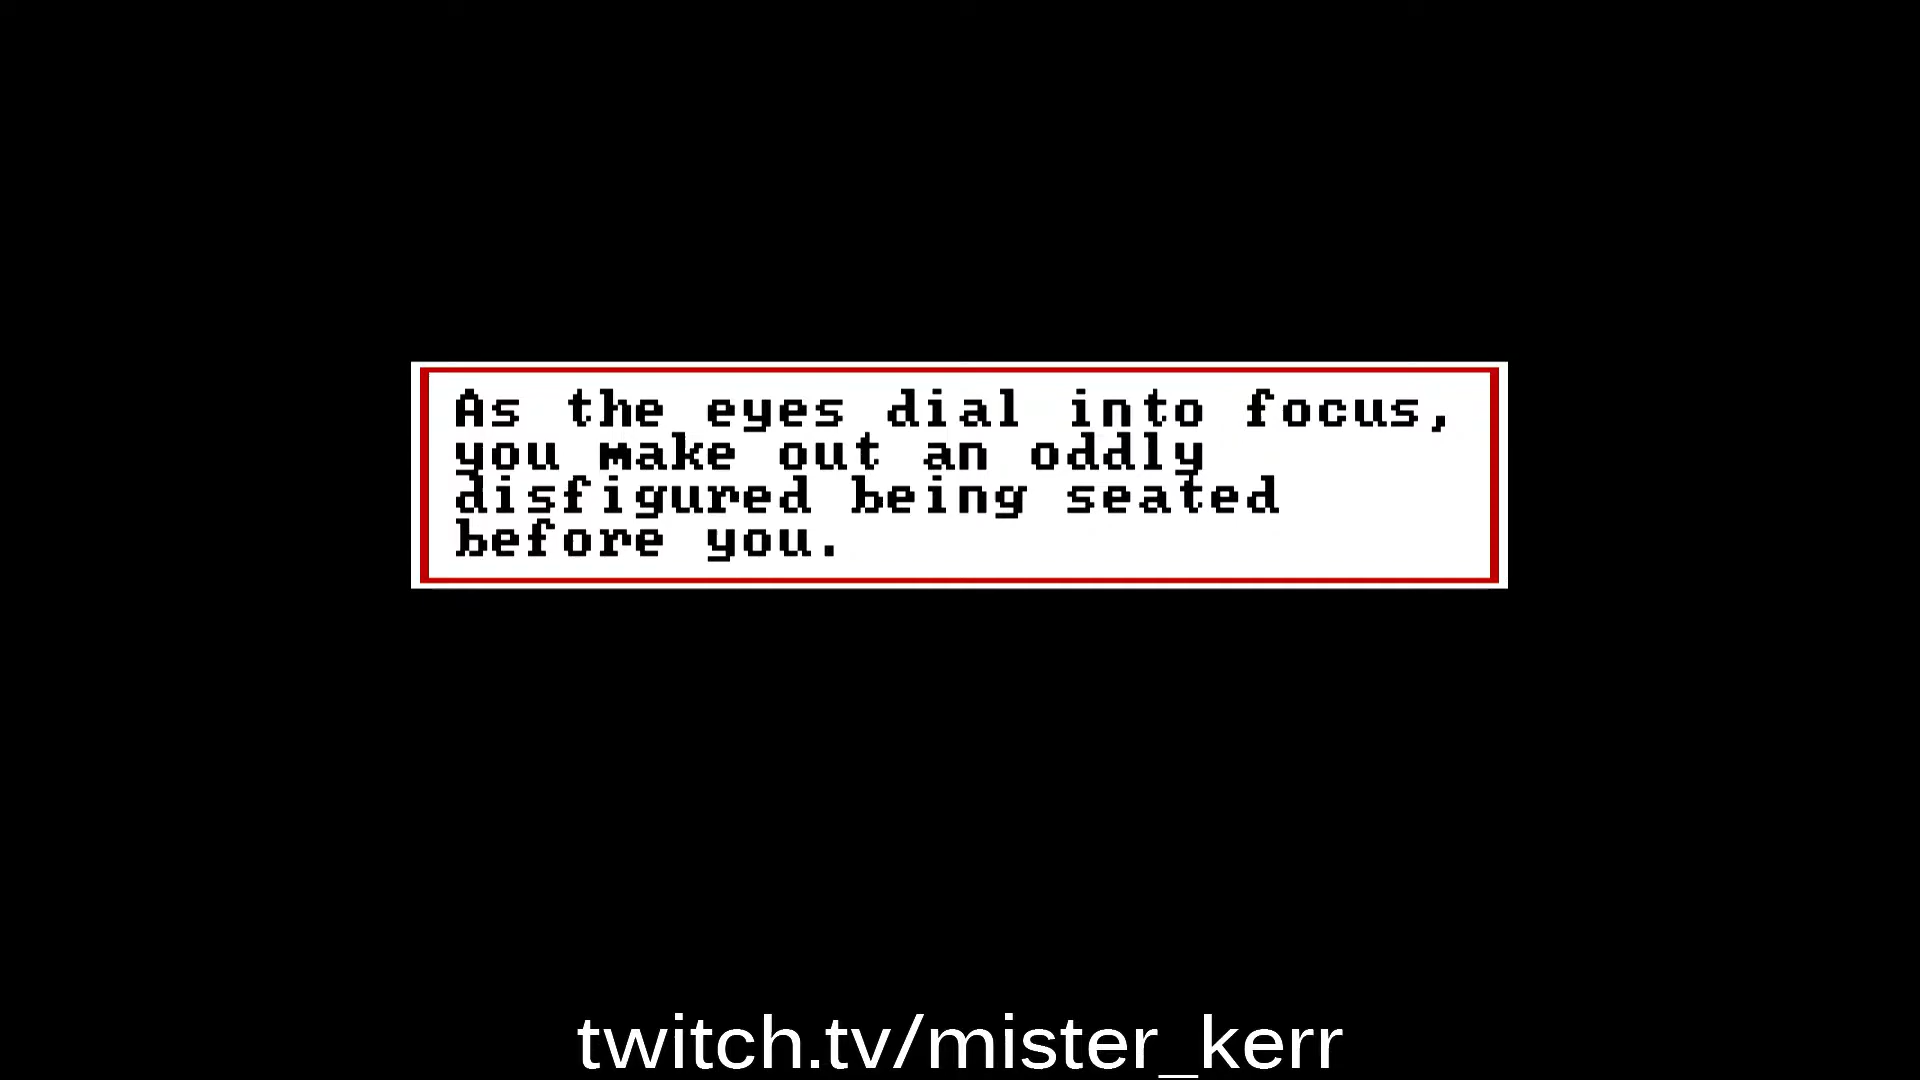 As the eyes dial into focus,
you make out an oddly
disfigured being seated
before you.
twitch.tv/mister_kerr